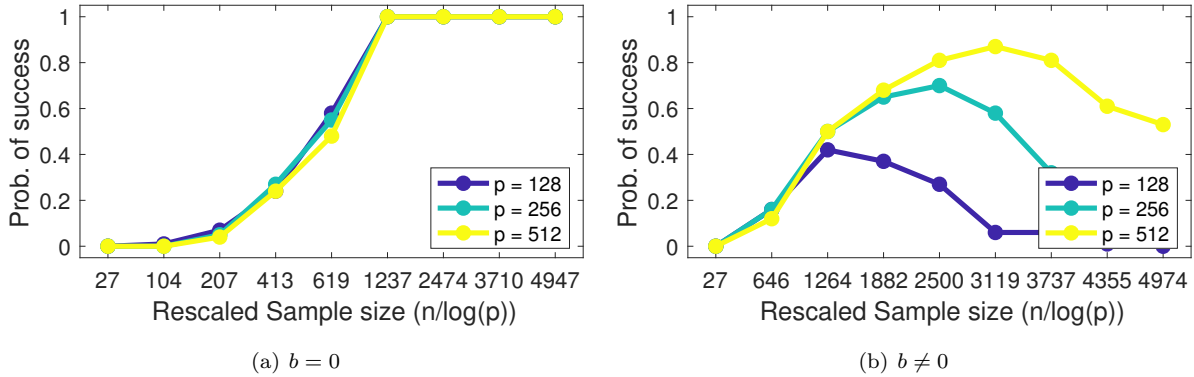 1
0.8
0.6
0.4
0.2
0
Prob. of success
p = 128
p = 256
p = 512
27 104 207 413 619 1237 2474 3710 4947
Rescaled Sample size (n/log(p))
(a) b = 0
1
0.8
0.6
0.4
0.2
0
Prob. of success
p = 128
p = 256
p = 512
27 646 1264 1882 2500 3119 3737 4355 4974
Rescaled Sample size (n/log(p))
(b) b ≠ 0